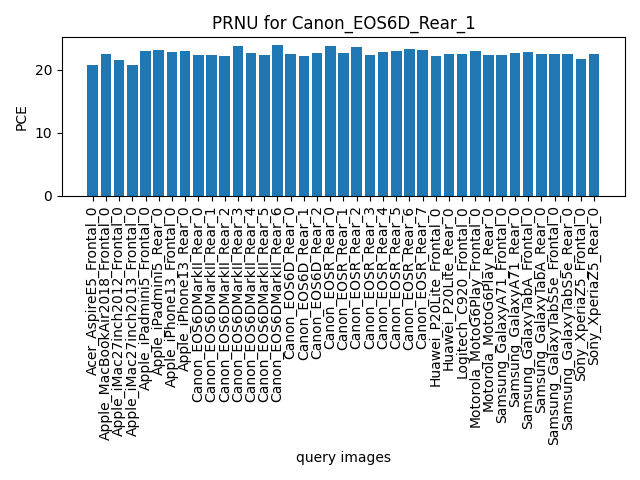 PRNU for Canon_EOS6D_Rear_1
PCE
20
10
0
Acer_AspireE5_Frontal_0
Apple_MacBookAir2018_Frontal_0
Apple_iMac27inch2012_Frontal_0
Apple_iMac27inch2013_Frontal_0
Apple_iPadmini5_Frontal_0
Apple_iPadmini5_Rear_0
Apple_iPhone13_Frontal_0
Apple_iPhone13_Rear_0
Canon_EOS6DMarkII_Rear_0
Canon_EOS6DMarkII_Rear_1
Canon_EOS6DMarkII_Rear_2
Canon_EOS6DMarkII_Rear_3
Canon_EOS6DMarkII_Rear_4
Canon_EOS6DMarkII_Rear_5
Canon_EOS6DMarkII_Rear_6
Canon_EOS6D_Rear_0
Canon_EOS6D_Rear_1
Canon_EOS6D_Rear_2
Canon_EOSR_Rear_0
Canon_EOSR_Rear_1
Canon_EOSR_Rear_2
Canon_EOSR_Rear_3
Canon_EOSR_Rear_4
Canon_EOSR_Rear_5
Canon_EOSR_Rear_6
Canon_EOSR_Rear_7
Huawei_P20Lite_Frontal_0
Huawei_P20Lite_Rear_0
Logitech_C920_Frontal_0
Motorola_MotoG6Play_Frontal_0
Motorola_MotoG6Play_Rear_0
Samsung_GalaxyA71_Frontal_0
Samsung_GalaxyA71_Rear_0
Samsung_GalaxyTabA_Frontal_0
Samsung_GalaxyTabA_Rear_0
Samsung_GalaxyTabS5e_Frontal_0
Samsung_GalaxyTabS5e_Rear_0
Sony_XperiaZ5_Frontal_0
Sony_XperiaZ5_Rear_0
query images